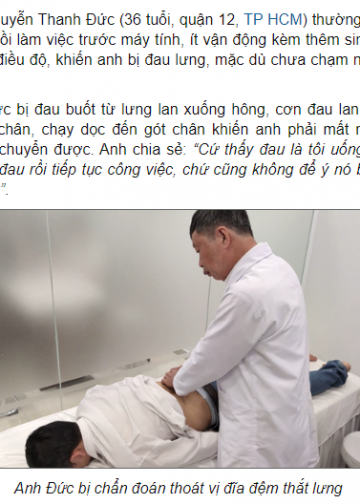 uyễn Thanh Đức (36 tuổi, quận 12, TP HCM) thường
ồi làm việc trước máy tính, ít vận động kèm thêm sin
điều độ, khiến anh bị đau lưng, mặc dù chưa chạm n
c bị đau buốt từ lưng lan xuống hông, cơn đau lan
chân, chạy dọc đến gót chân khiến anh phải mất n
chuyển được. Anh chia sẻ: “Cứ thấy đau là tôi uống
đau rồi tiếp tục công việc, chứ cũng không để ý nó b
”.
Anh Đức bị chẩn đoán thoát vị đĩa đệm thắt lưng